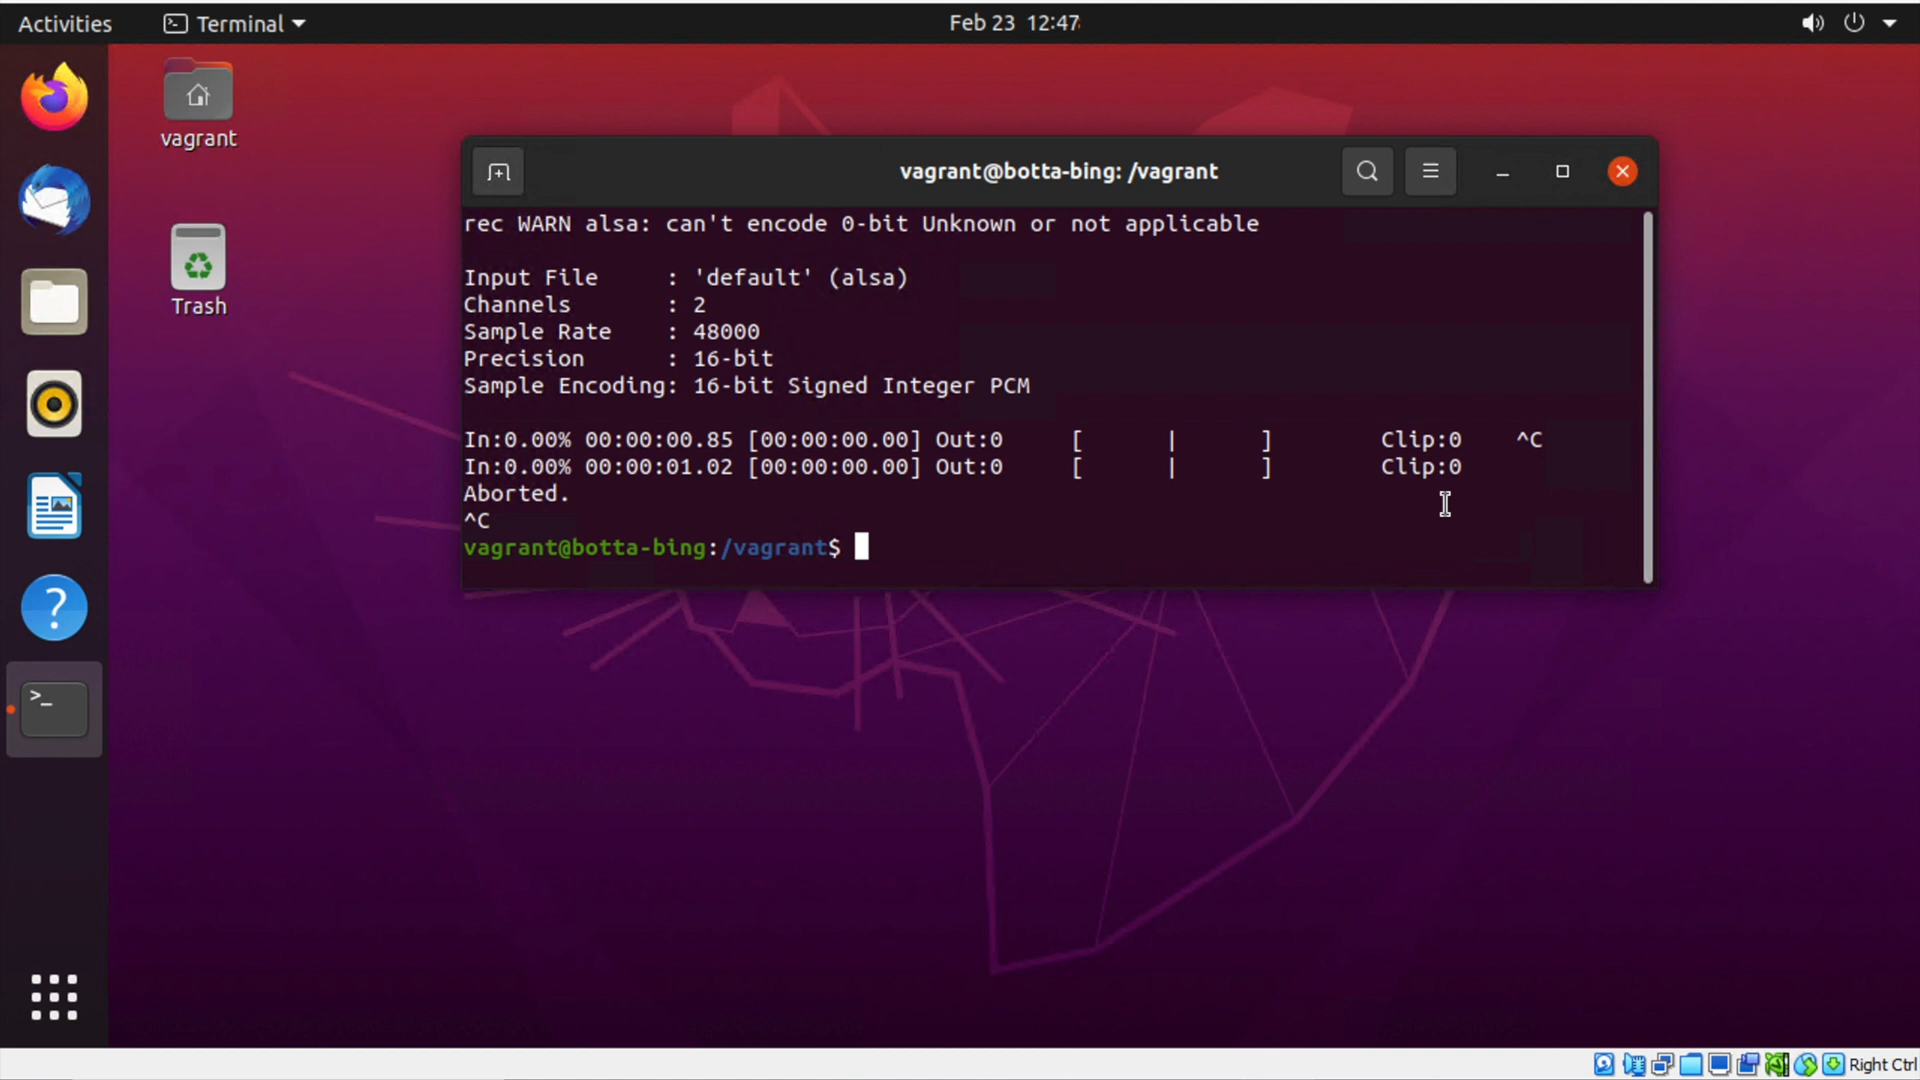 Activities
Terminal
Feb 23 12:47
vagrant
Trash
vagrant@botta-bing: /vagrant
rec WARN alsa: can't encode 0-bit Unknown or not applicable
Input File     : 'default' (alsa)
Channels       : 2
Sample Rate    : 48000
Precision      : 16-bit
Sample Encoding: 16-bit Signed Integer PCM
In:0.00% 00:00:00.85 [00:00:00.00] Out:0     [      |      ]        Clip:0    ^C
In:0.00% 00:00:01.02 [00:00:00.00] Out:0     [      |      ]        Clip:0
Aborted.
^C
vagrant@botta-bing:/vagrant$
Right Ctrl